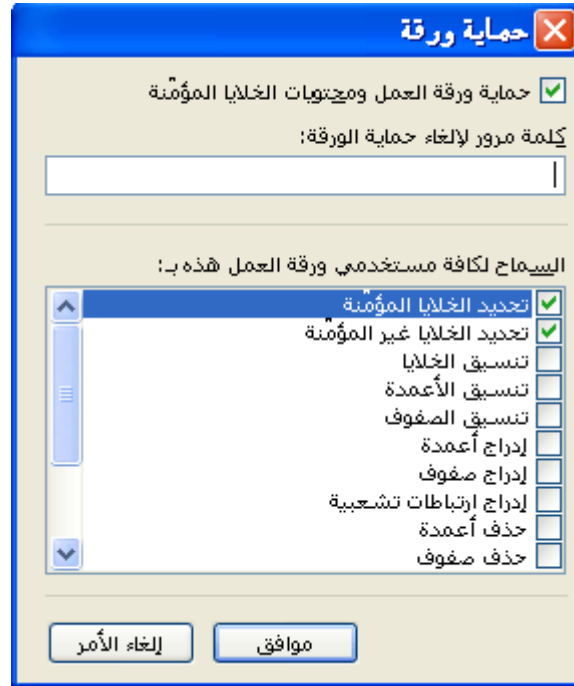 حماية ورقة
حماية ورقة العمل ومحتويات الخلايا المؤمّنة
كلمة مرور لإلغاء حماية الورقة:
السماح لكافة مستخدمي ورقة العمل هذه بـ:
تحديد الخلايا المؤمّنة
تحديد الخلايا غير المؤمّنة
تنسيق الخلايا
تنسيق الأعمدة
تنسيق الصفوف
إدراج أعمدة
إدراج صفوف
إدراج ارتباطات تشعبية
حذف أعمدة
حذف صفوف
موافق
إلغاء الأمر